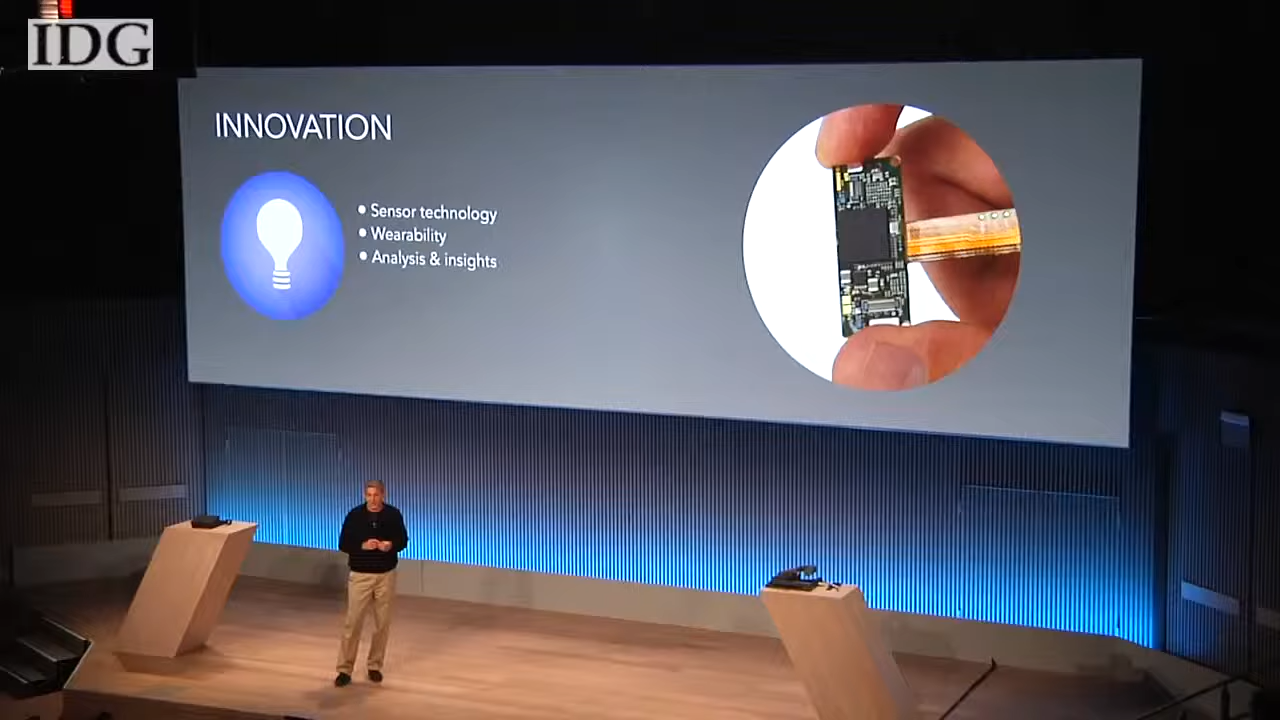 IDG
INNOVATION
• Sensor technology
• Wearability
• Analysis & insights